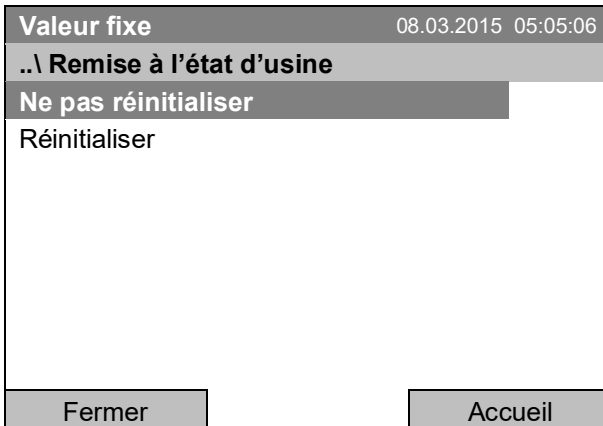 Valeur fixe 08.03.2015 05:05:06
..\ Remise à l’état d’usine
Ne pas réinitialiser
Réinitialiser
Fermer Accueil